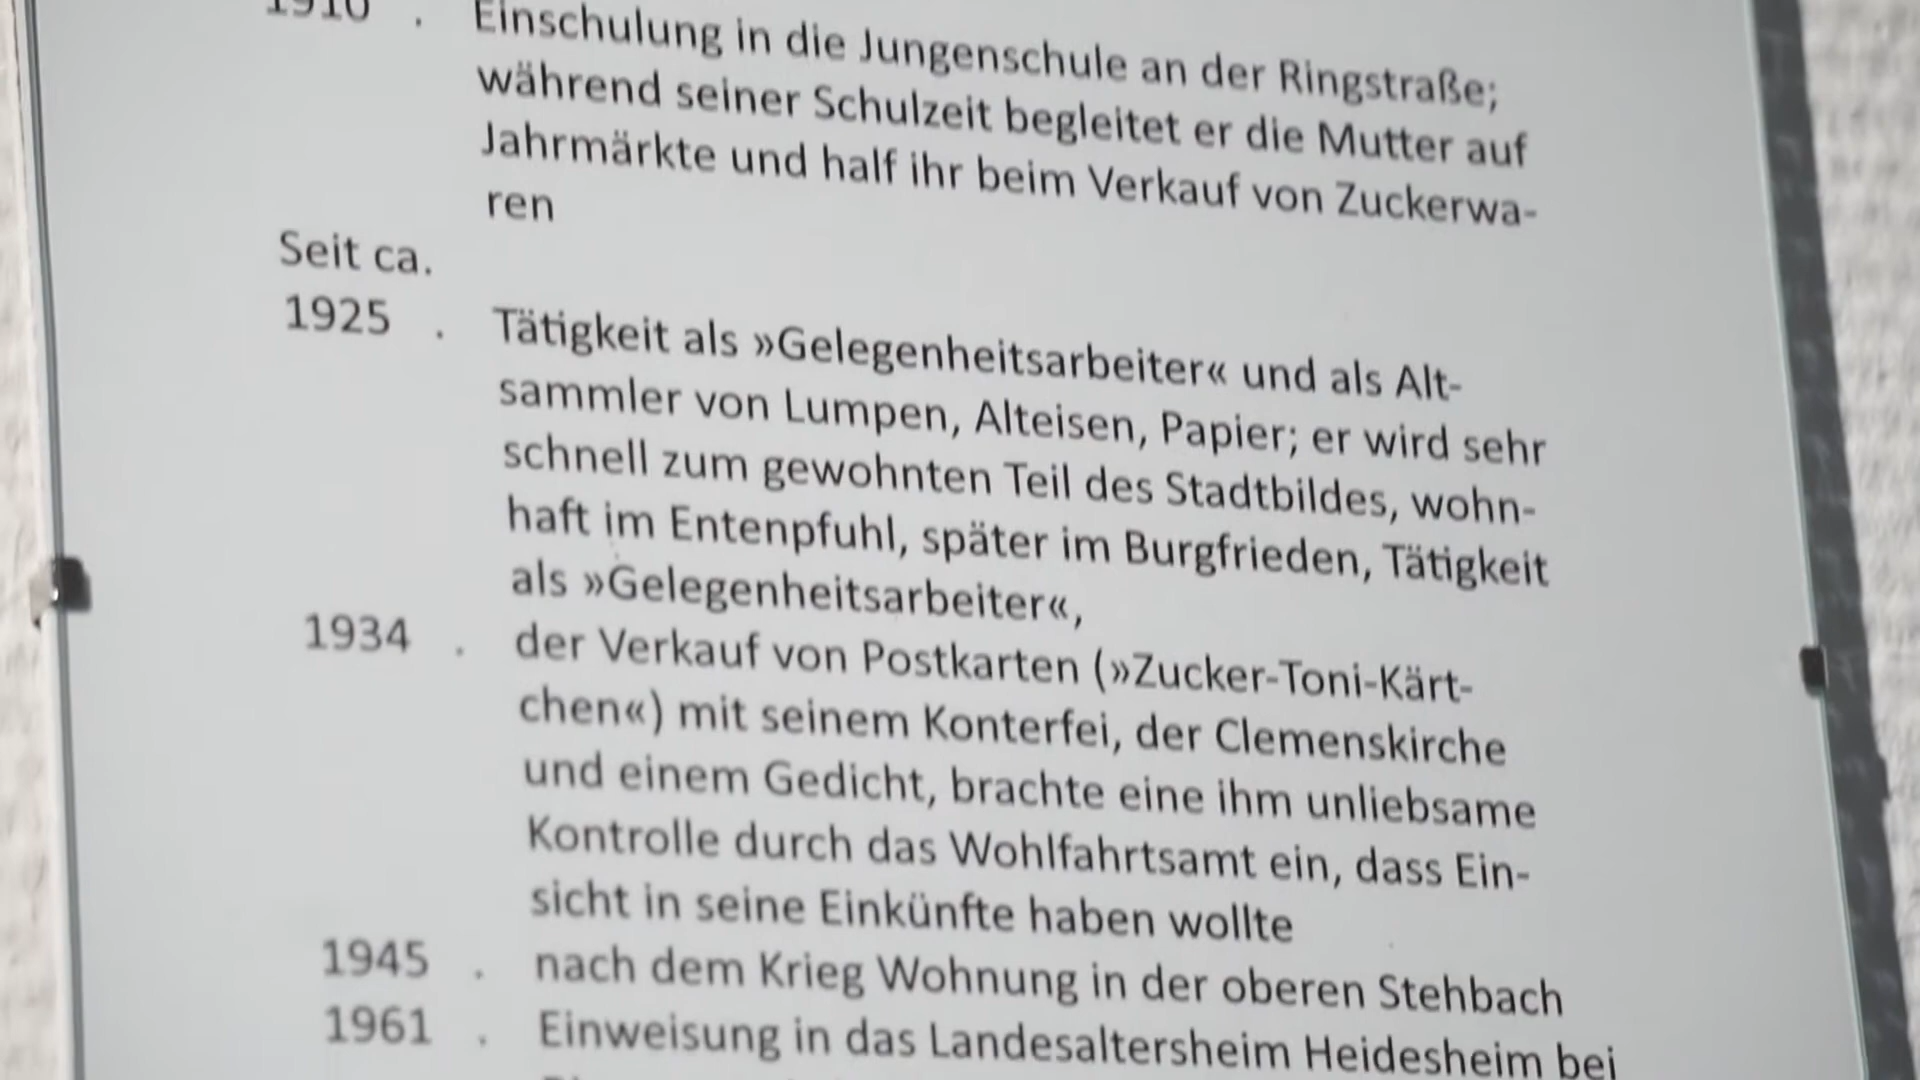 1910 . Einschulung in die Jungenschule an der Ringstraße;
während seiner Schulzeit begleitet er die Mutter auf
Jahrmärkte und half ihr beim Verkauf von Zuckerwa-
ren
Seit ca.
1925 . Tätigkeit als »Gelegenheitsarbeiter« und als Alt-
sammler von Lumpen, Alteisen, Papier; er wird sehr
schnell zum gewohnten Teil des Stadtbildes, wohn-
haft im Entenpfuhl, später im Burgfrieden, Tätigkeit
als »Gelegenheitsarbeiter«,
1934 . der Verkauf von Postkarten (»Zucker-Toni-Kärt-
chen«) mit seinem Konterfei, der Clemenskirche
und einem Gedicht, brachte eine ihm unliebsame
Kontrolle durch das Wohlfahrtsamt ein, dass Ein-
sicht in seine Einkünfte haben wollte
1945 . nach dem Krieg Wohnung in der oberen Stehbach
1961 . Einweisung in das Landesaltersheim Heidesheim bei